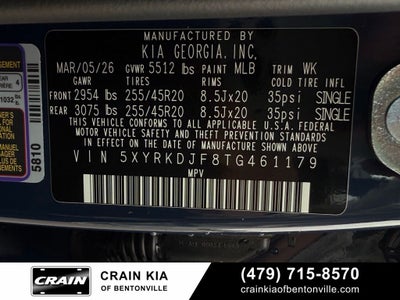 MANUFACTURED BY
KIA GEORGIA, INC.
MAR/05/26 GVWR 5512 lbs PAINT MLB TRIM WK
GAWR TIRES RIMS COLD TIRE INFL
FRONT 2954 lbs 255/45R20 8.5Jx20 35psi SINGLE
REAR 3075 lbs 255/45R20 8.5Jx20 35psi SINGLE
THIS VEHICLE CONFORMS TO ALL APPLICABLE U.S.A. FEDERAL
MOTOR VEHICLE SAFETY AND THEFT PREVENTION STANDARDS
IN EFFECT ON THE DATE OF MANUFACTURE SHOWN ABOVE.
VIN 5XYRKDJF8TG461179
MPV
5810
CRAIN
CRAIN KIA
OF BENTONVILLE
(479) 715-8570
crainkiaofbentonville.com